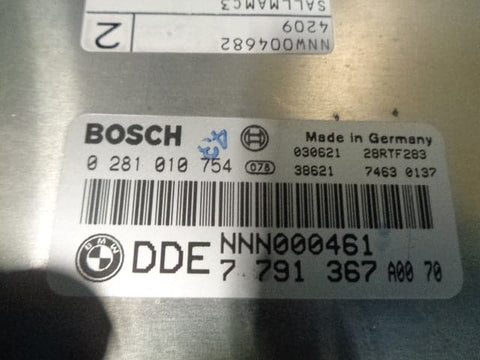 SALLMAMC3
4209
NNW004682
2
BOSCH
Made in Germany
0 281 010 754 078
030621 28RTF283
38621 7463 0137
BMW
DDE
NNN000461
7 791 367 A00 70